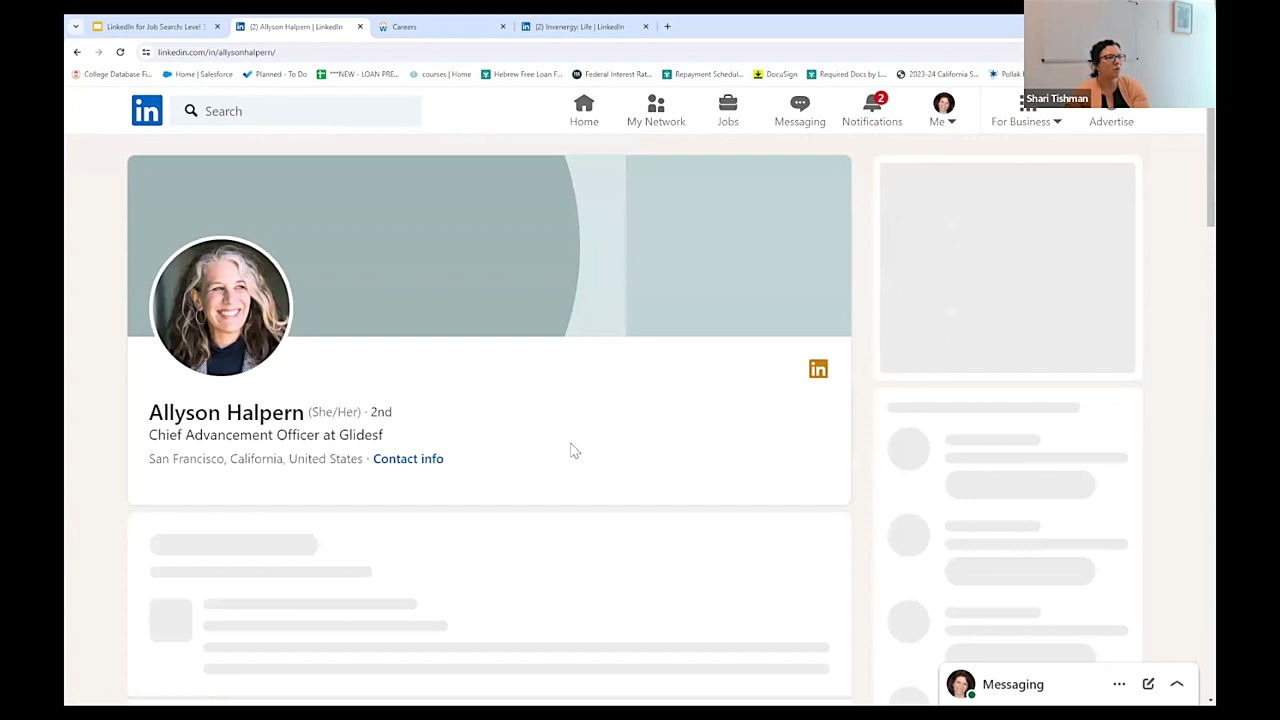 LinkedIn for Job Search: Level
(2) Allyson Halpern | LinkedIn
Careers
(2) Invenergy: Life | LinkedIn
linkedin.com/in/allysonhalpern/
College Database Fi...
Home | Salesforce
Planned - To Do
***NEW - LOAN PRE...
courses | Home
Hebrew Free Loan F...
Federal Interest Rat...
Repayment Schedul...
DocuSign
Required Docs by L...
2023-24 California S...
Pollak
Shari Tishman
in
Search
Home
My Network
Jobs
Messaging
2
Notifications
Me
For Business
Advertise
in
Allyson Halpern (She/Her) · 2nd
Chief Advancement Officer at Glidesf
San Francisco, California, United States · Contact info
Messaging